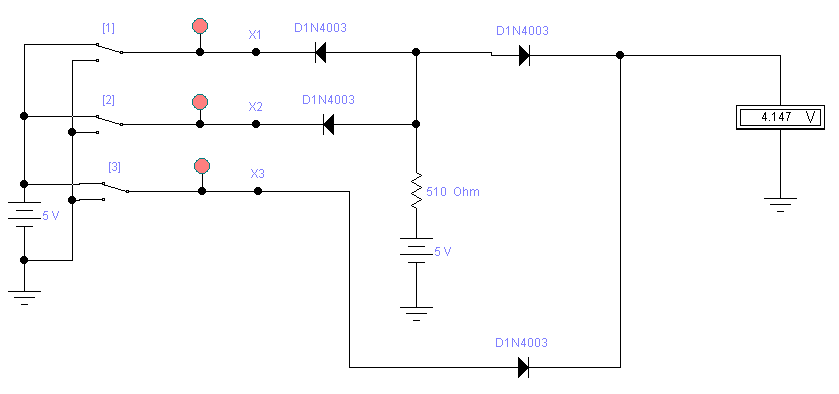 [1]
X1
D1N4003
D1N4003
[2]
X2
D1N4003
4.147 V
[3]
X3
510 Ohm
5 V
5 V
D1N4003